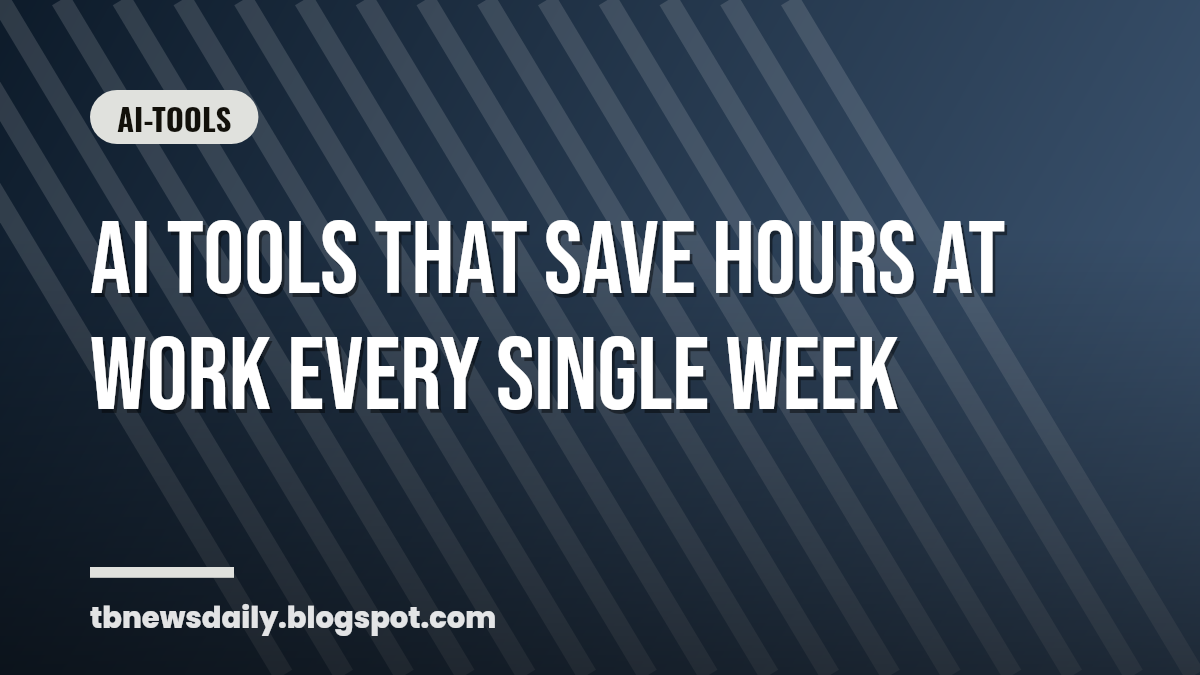 AI-TOOLS
AI TOOLS THAT SAVE HOURS AT
WORK EVERY SINGLE WEEK
tbnewsdaily.blogspot.com